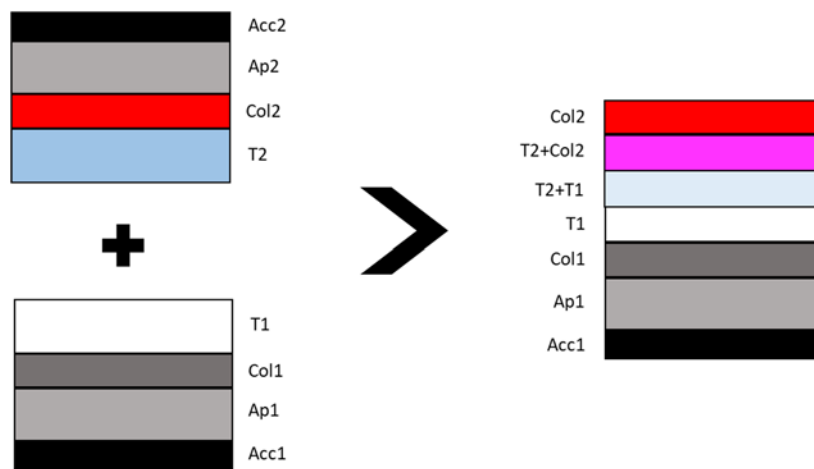 Acc2
Ap2
Col2
T2
T1
Col1
Ap1
Acc1
Col2
T2+Col2
T2+T1
T1
Col1
Ap1
Acc1